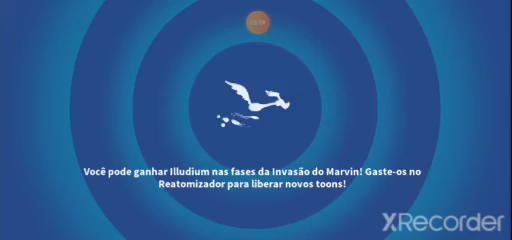 Você pode ganhar Illudium nas fases da Invasão do Marvin! Gaste-os no
Reatomizador para liberar novos toons!
XRecorder